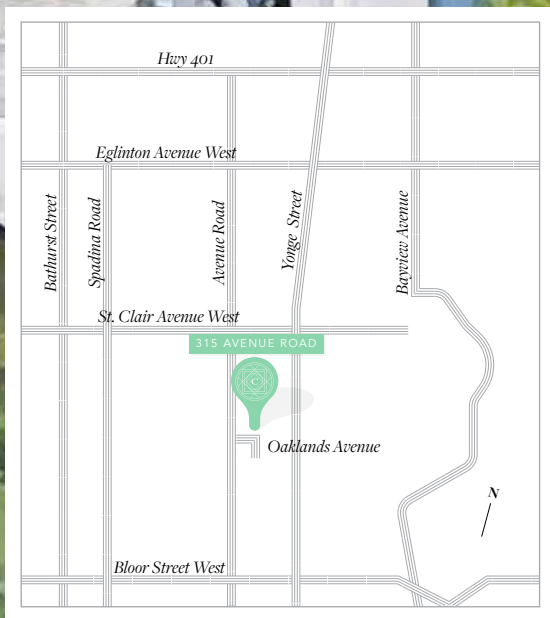 Hwy 401
Eglinton Avenue West
Bathurst Street
Spadina Road
Avenue Road
Yonge Street
Bayview Avenue
St. Clair Avenue West
315 AVENUE ROAD
C
Oaklands Avenue
N
Bloor Street West